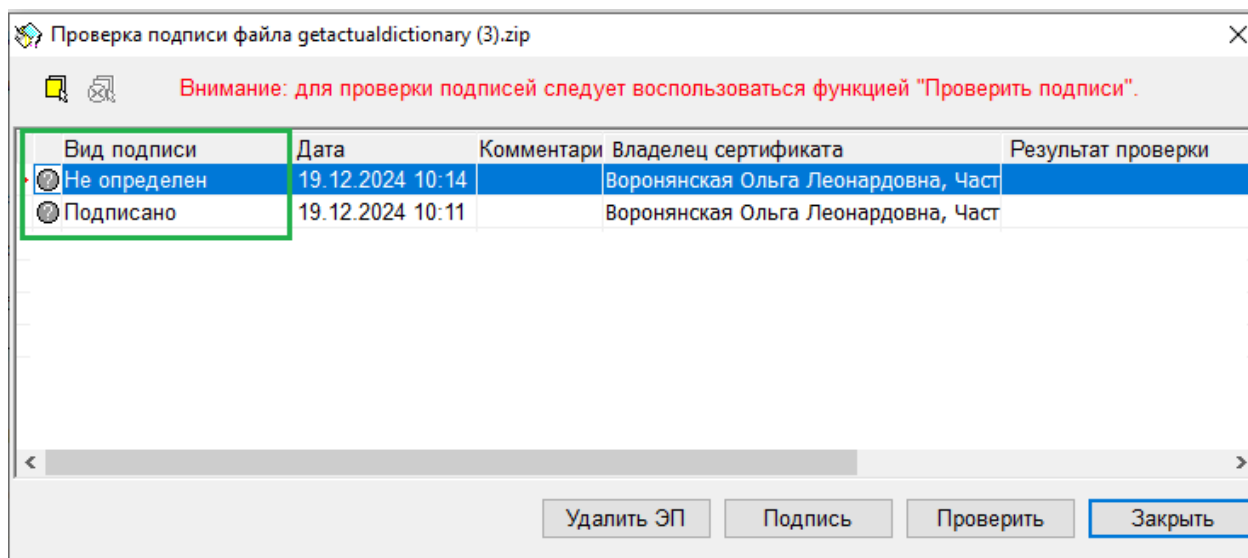 Проверка подписи файла getactualdictionary (3).zip
Внимание: для проверки подписей следует воспользоваться функцией "Проверить подписи".
Вид подписи Дата Комментари Владелец сертификата Результат проверки
Не определен 19.12.2024 10:14 Воронянская Ольга Леонардовна, Част
Подписано 19.12.2024 10:11 Воронянская Ольга Леонардовна, Част
Удалить ЭП Подпись Проверить Закрыть